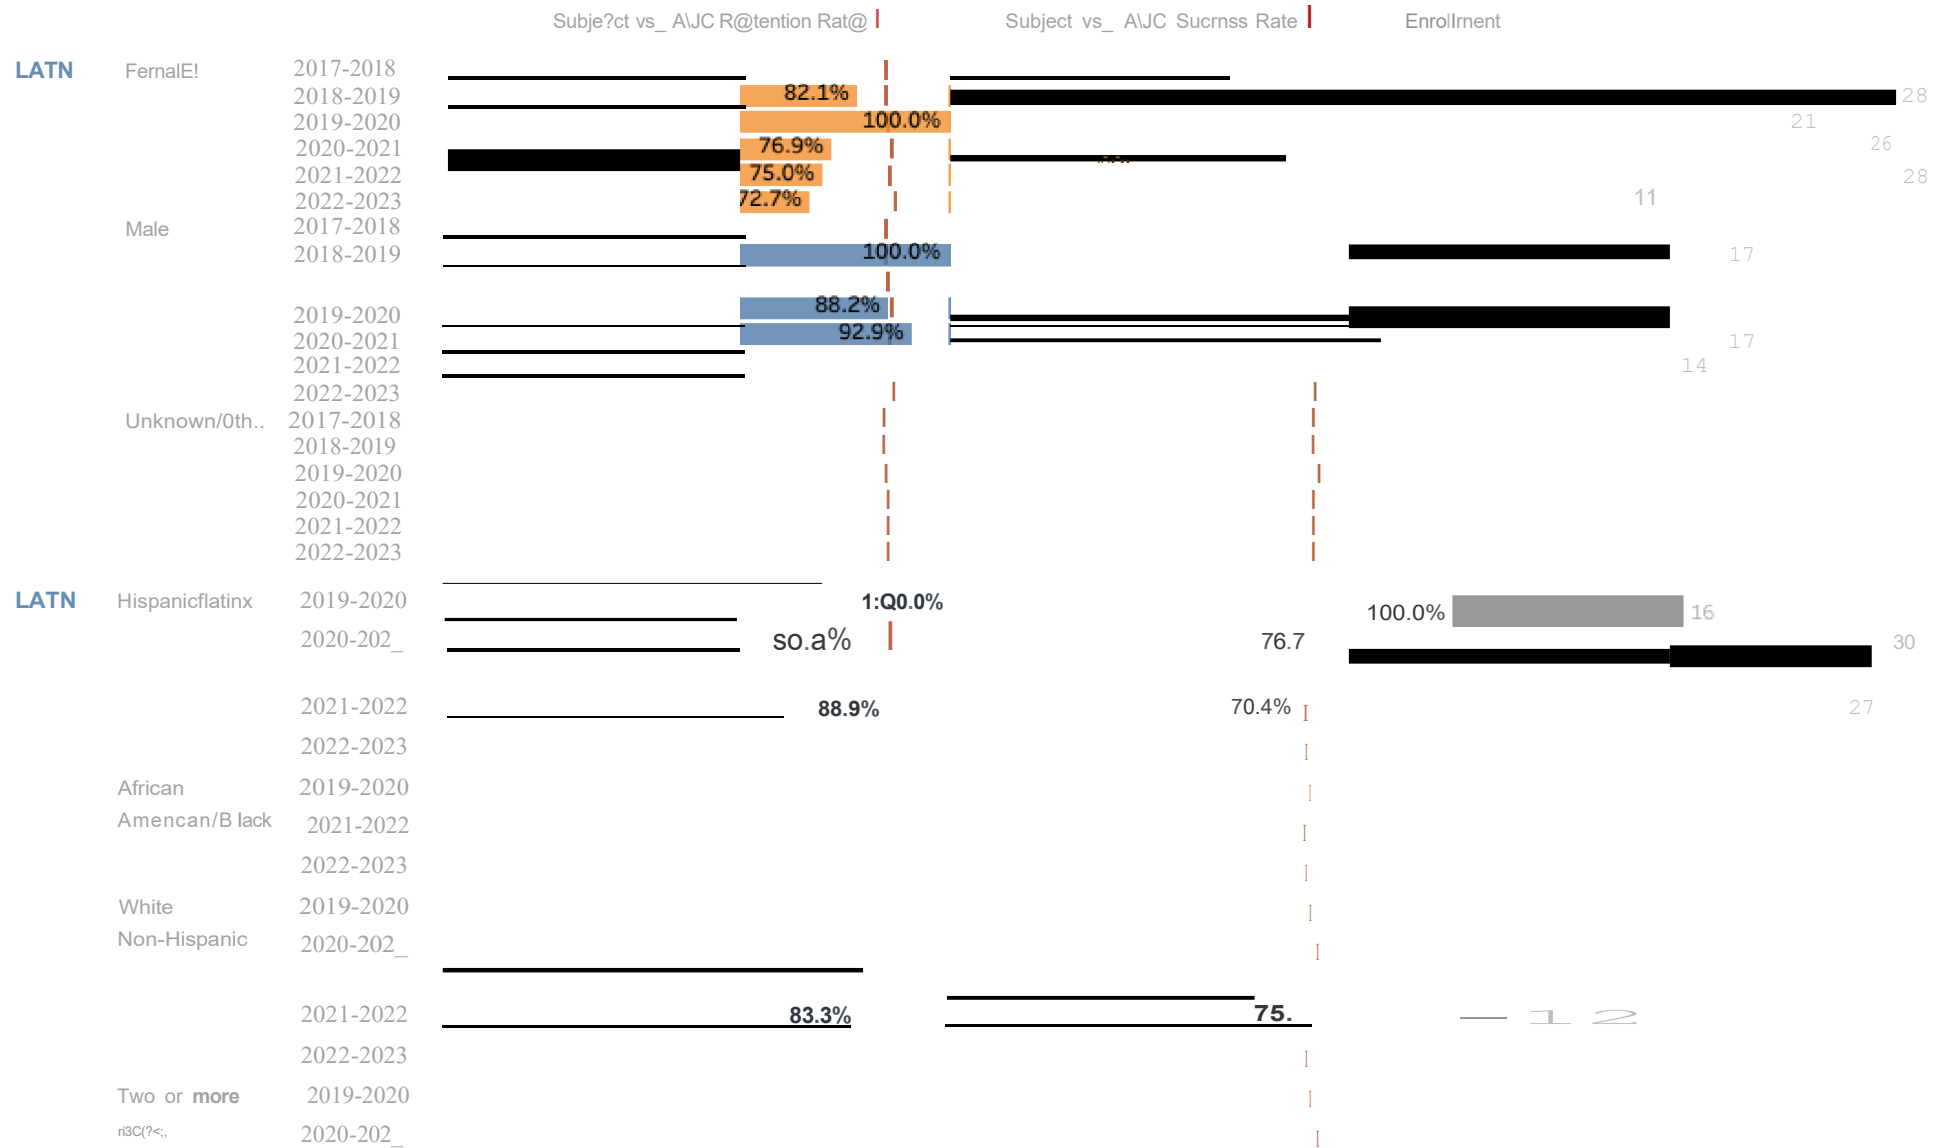 Subje?ct vs_ A\JC R@tention Rat@ Subject vs_ A\JC Sucrnss Rate Enrollrnent
LATN FernalE! 2017-2018
2018-2019 82.1% 28
2019-2020 100.0% 21
2020-2021 76.9% 26
2021-2022 75.0% 28
2022-2023 72.7% 11
Male 2017-2018
2018-2019 100.0% 17
2019-2020 88.2%
2020-2021 92.9% 17
2021-2022 14
2022-2023
Unknown/0th.. 2017-2018
2018-2019
2019-2020
2020-2021
2021-2022
2022-2023
LATN Hispanicflatinx 2019-2020 1:Q0.0% 100.0% 16
2020-202_ so.a% 76.7 30
2021-2022 88.9% 70.4% 27
2022-2023
African 2019-2020
Amencan/B lack 2021-2022
2022-2023
White 2019-2020
Non-Hispanic 2020-202_
2021-2022 83.3% 75. 12
2022-2023
Two or more 2019-2020
ri3C(?<;, 2020-202_